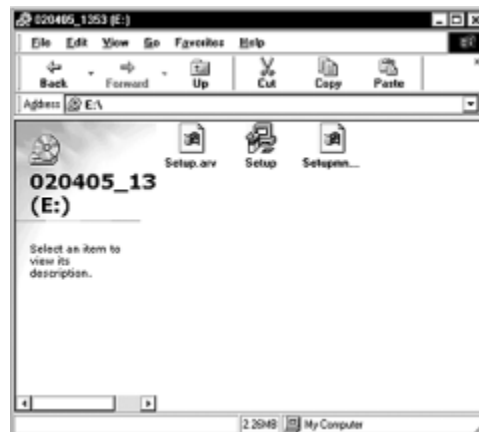 020405_1353 (E:)
File Edit View Go Favorites Help
Back Forward Up Cut Copy Paste
Address E:\
Setup.arv Setup Setupmn...
020405_13
(E:)
Select an item to
view its
description.
2.26MB My Computer